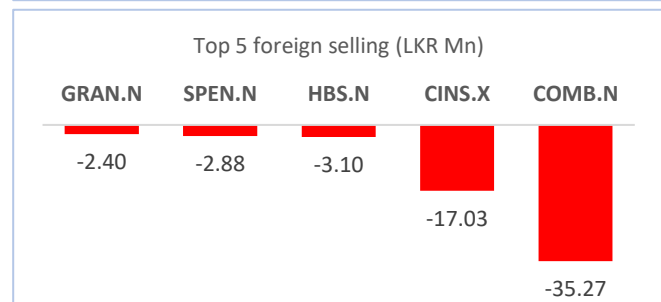 Top 5 foreign selling (LKR Mn)
GRAN.N SPEN.N HBS.N CINS.X COMB.N
-2.40 -2.88 -3.10
-17.03
-35.27